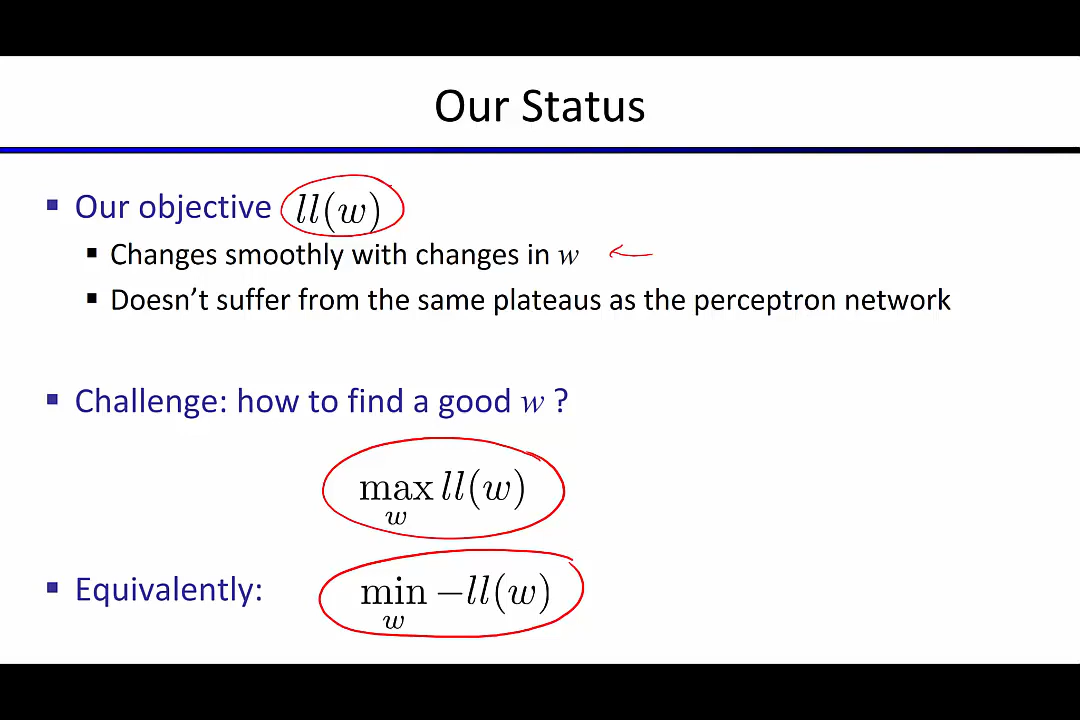 Our Status
▪ Our objective ll(w)
▪ Changes smoothly with changes in w
▪ Doesn't suffer from the same plateaus as the perceptron network
▪ Challenge: how to find a good w ?
max ll(w)
w
▪ Equivalently:
min −ll(w)
w